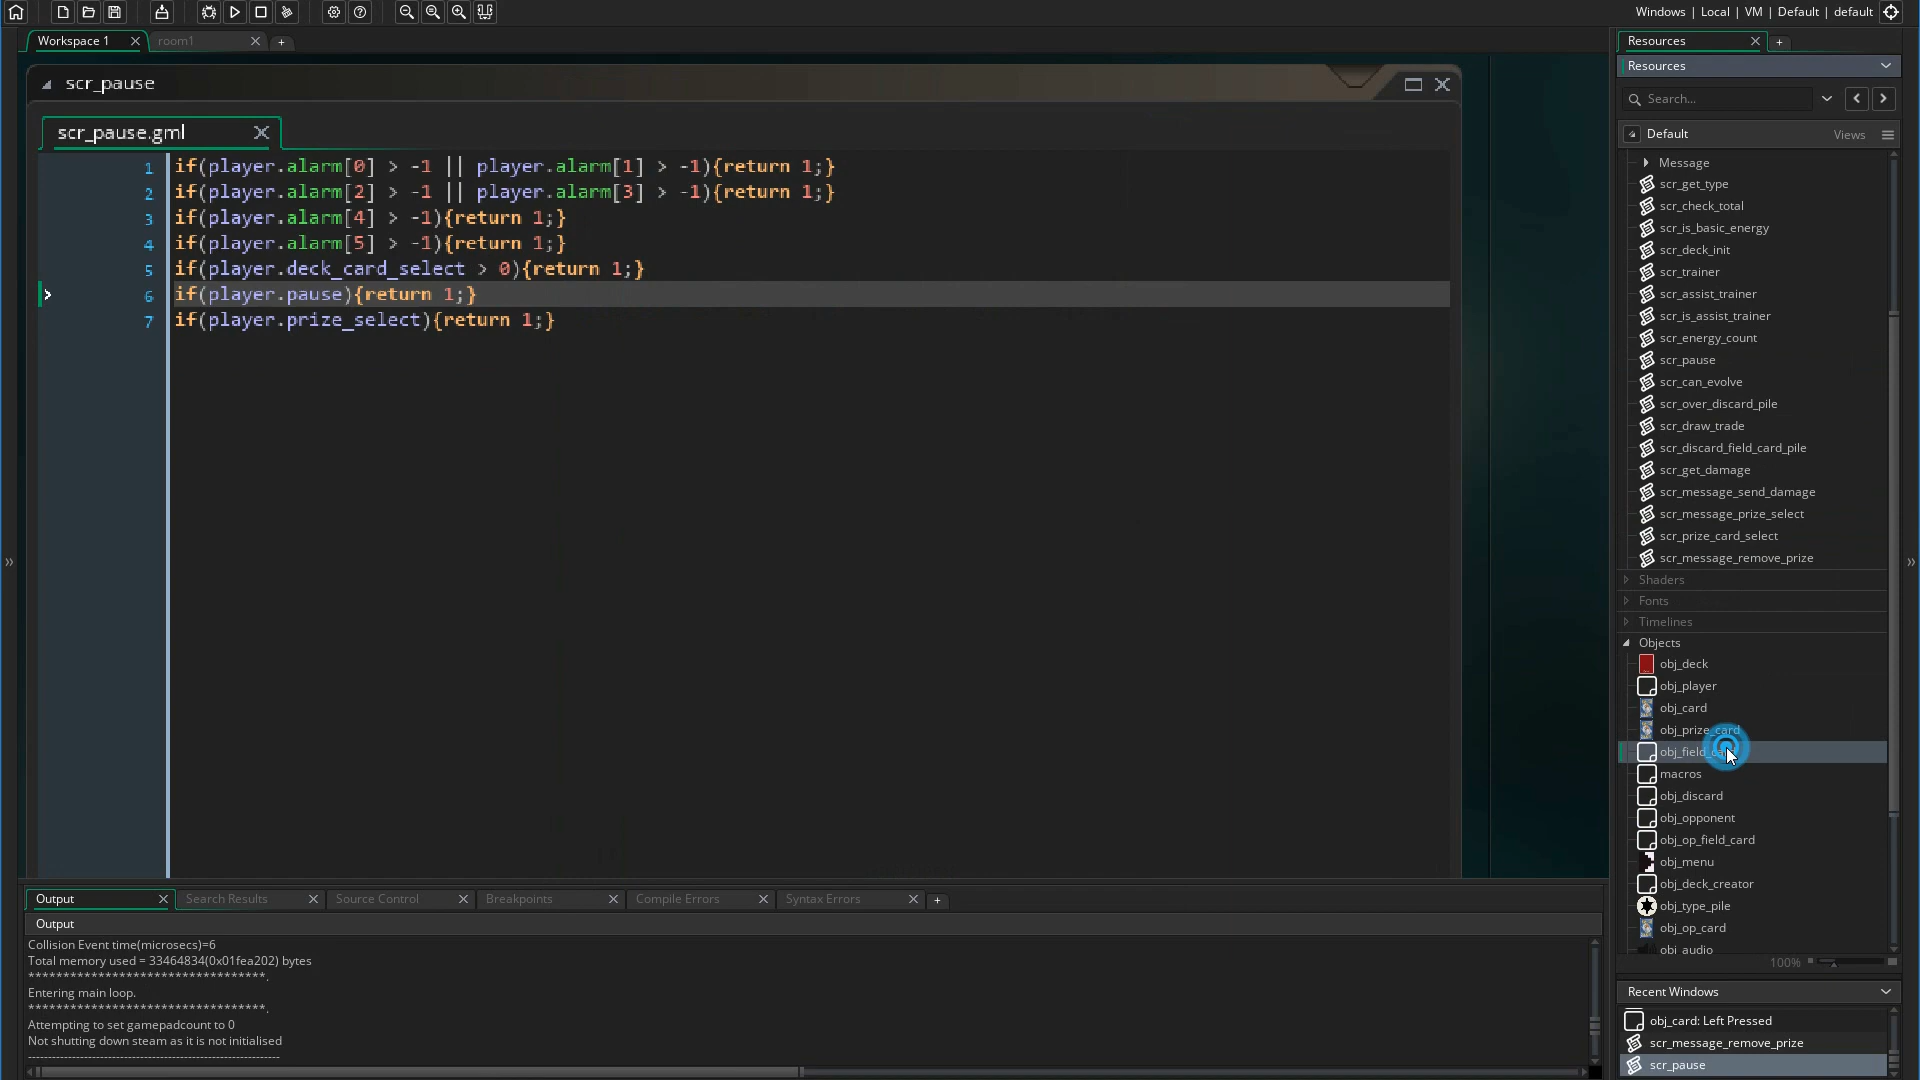 Windows | Local | VM | Default | default
Workspace 1
room1
scr_pause
scr_pause.gml
1 if(player.alarm[0] > -1 || player.alarm[1] > -1){return 1;}
2 if(player.alarm[2] > -1 || player.alarm[3] > -1){return 1;}
3 if(player.alarm[4] > -1){return 1;}
4 if(player.alarm[5] > -1){return 1;}
5 if(player.deck_card_select > 0){return 1;}
6 if(player.pause){return 1;}
7 if(player.prize_select){return 1;}
Output
Search Results
Source Control
Breakpoints
Compile Errors
Syntax Errors
Output
Collision Event time(microsecs)=6
Total memory used = 33464834(0x01fea202) bytes
**********************************.
Entering main loop.
**********************************.
Attempting to set gamepadcount to 0
Not shutting down steam as it is not initialised
Resources
Resources
Search...
Default
Views
Message
scr_get_type
scr_check_total
scr_is_basic_energy
scr_deck_init
scr_trainer
scr_assist_trainer
scr_is_assist_trainer
scr_energy_count
scr_pause
scr_can_evolve
scr_over_discard_pile
scr_draw_trade
scr_discard_field_card_pile
scr_get_damage
scr_message_send_damage
scr_message_prize_select
scr_prize_card_select
scr_message_remove_prize
Shaders
Fonts
Timelines
Objects
obj_deck
obj_player
obj_card
obj_prize_card
macros
obj_discard
obj_opponent
obj_op_field_card
obj_menu
obj_deck_creator
obj_type_pile
obj_op_card
obj_audio
100%
Recent Windows
obj_card: Left Pressed
scr_message_remove_prize
scr_pause